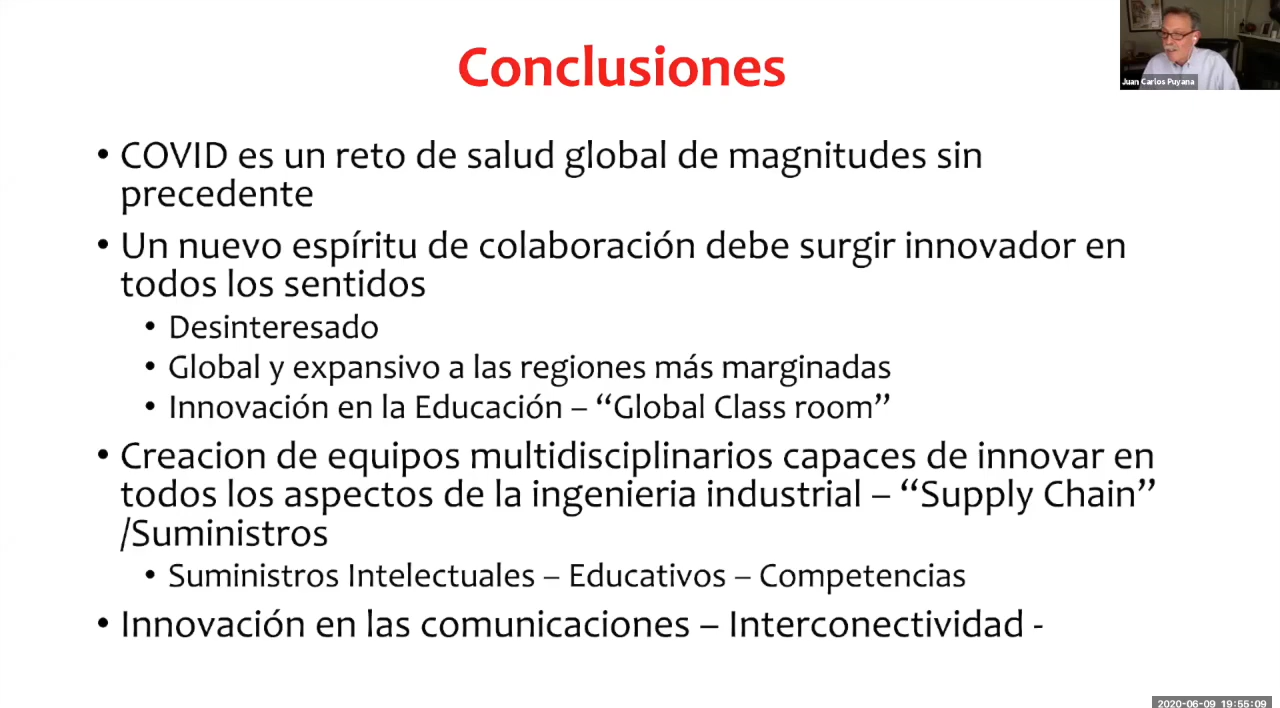 Conclusiones
Juan Carlos Puyana
• COVID es un reto de salud global de magnitudes sin
precedente
• Un nuevo espíritu de colaboración debe surgir innovador en
todos los sentidos
• Desinteresado
• Global y expansivo a las regiones más marginadas
• Innovación en la Educación – “Global Class room”
• Creacion de equipos multidisciplinarios capaces de innovar en
todos los aspectos de la ingenieria industrial – “Supply Chain”
/Suministros
• Suministros Intelectuales – Educativos – Competencias
• Innovación en las comunicaciones – Interconectividad -
2020-06-09 19:55:09